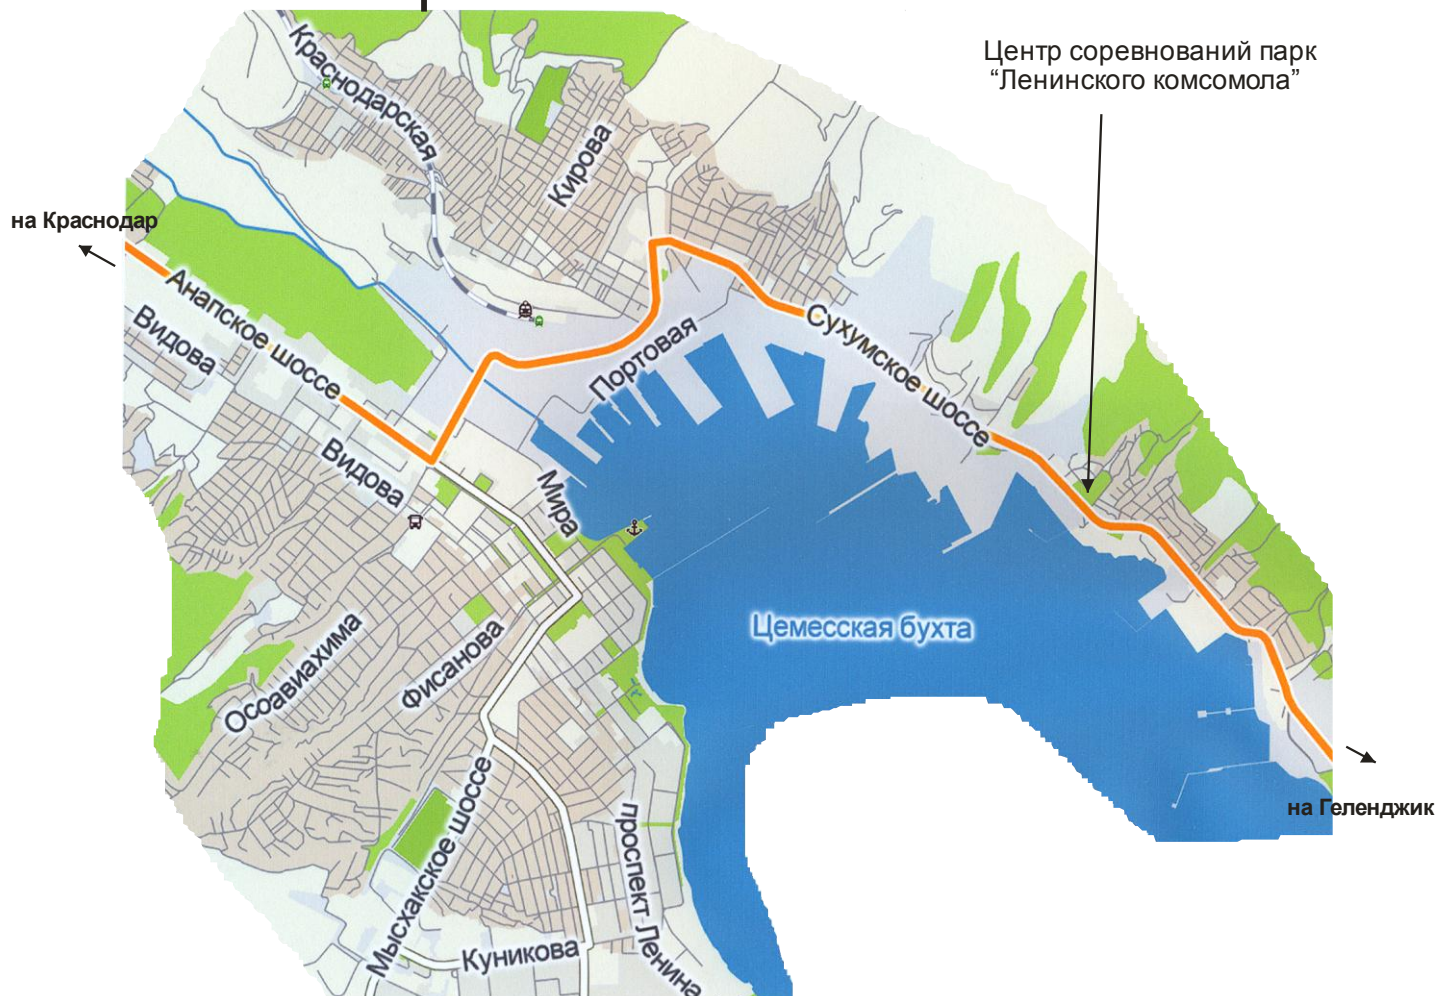 Центр соревнований парк
“Ленинского комсомола”
Краснодарская
Кирова
на Краснодар
Анапское шоссе
Видова
Портовая
Сухумское шоссе
Видова
Мира
Цемесская бухта
Осоавиахима
Фисанова
на Геленджик
Мысхакское шоссе
проспект Ленина
Куникова